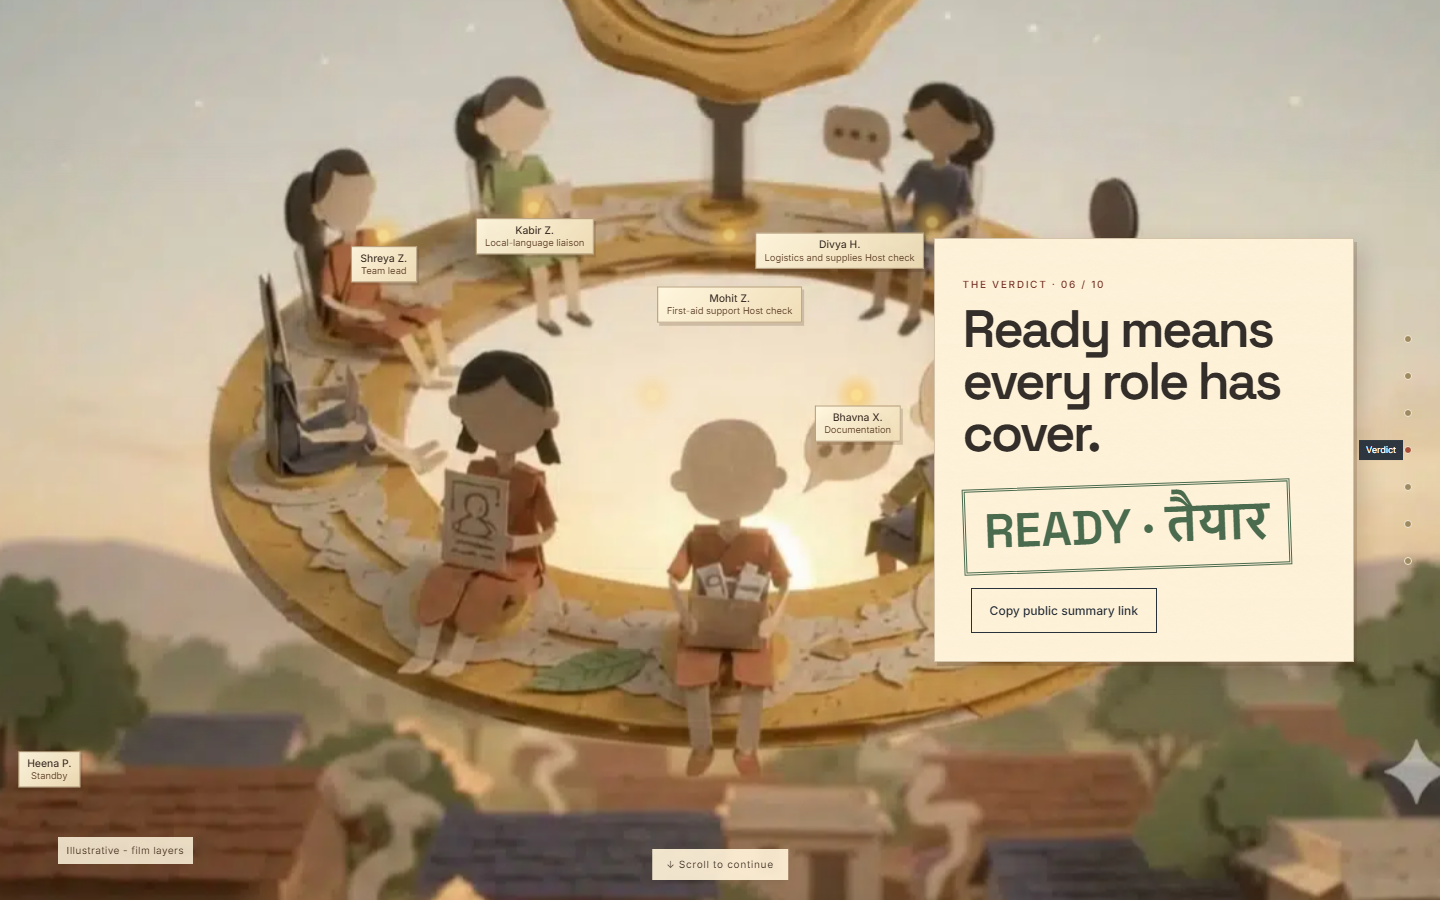 Kabir Z.
Local-language liaison
Shreya Z.
Team lead
Divya H.
Logistics and supplies Host check
Mohit Z.
First-aid support Host check
Bhavna X.
Documentation
THE VERDICT · 06 / 10
Ready means
every role has
cover.
READY · तैयार
Copy public summary link
Verdict
Heena P.
Standby
Illustrative - film layers
↓ Scroll to continue